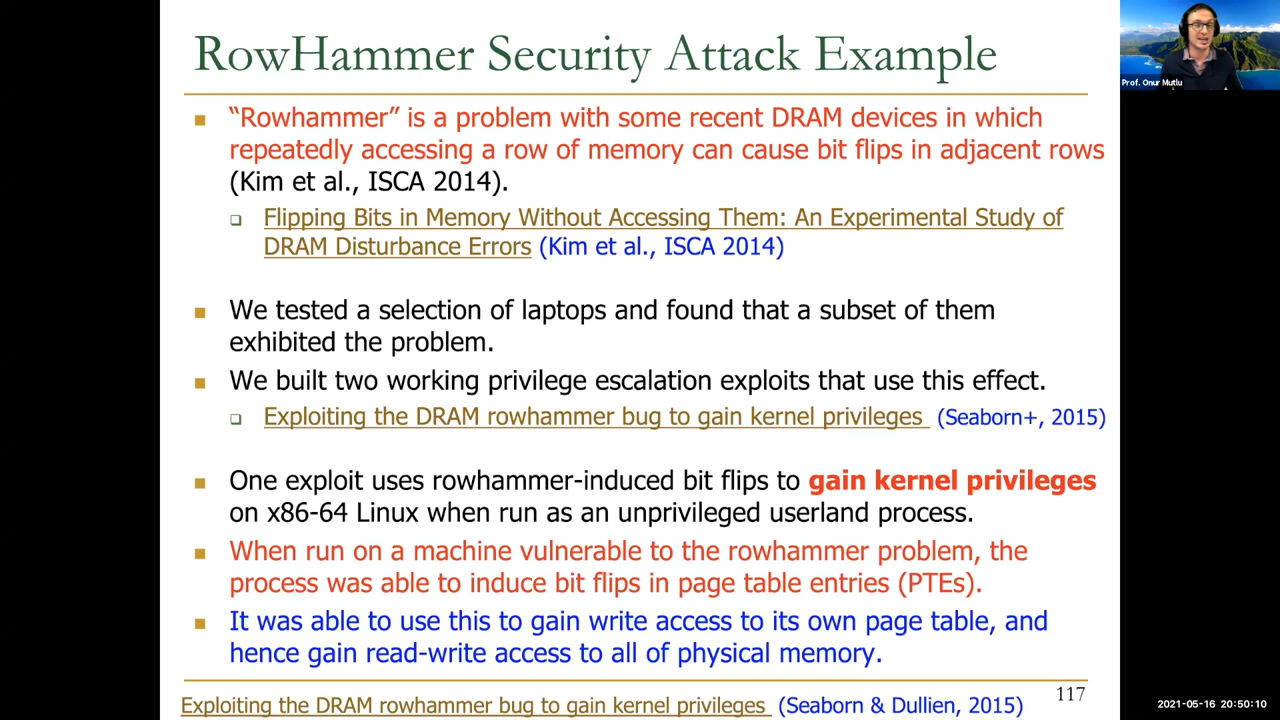 RowHammer Security Attack Example
“Rowhammer” is a problem with some recent DRAM devices in which
repeatedly accessing a row of memory can cause bit flips in adjacent rows
(Kim et al., ISCA 2014).
Flipping Bits in Memory Without Accessing Them: An Experimental Study of
DRAM Disturbance Errors (Kim et al., ISCA 2014)
We tested a selection of laptops and found that a subset of them
exhibited the problem.
We built two working privilege escalation exploits that use this effect.
Exploiting the DRAM rowhammer bug to gain kernel privileges (Seaborn+, 2015)
One exploit uses rowhammer-induced bit flips to gain kernel privileges
on x86-64 Linux when run as an unprivileged userland process.
When run on a machine vulnerable to the rowhammer problem, the
process was able to induce bit flips in page table entries (PTEs).
It was able to use this to gain write access to its own page table, and
hence gain read-write access to all of physical memory.
Exploiting the DRAM rowhammer bug to gain kernel privileges (Seaborn & Dullien, 2015)
117
Prof. Onur Mutlu
2021-05-16 20:50:10